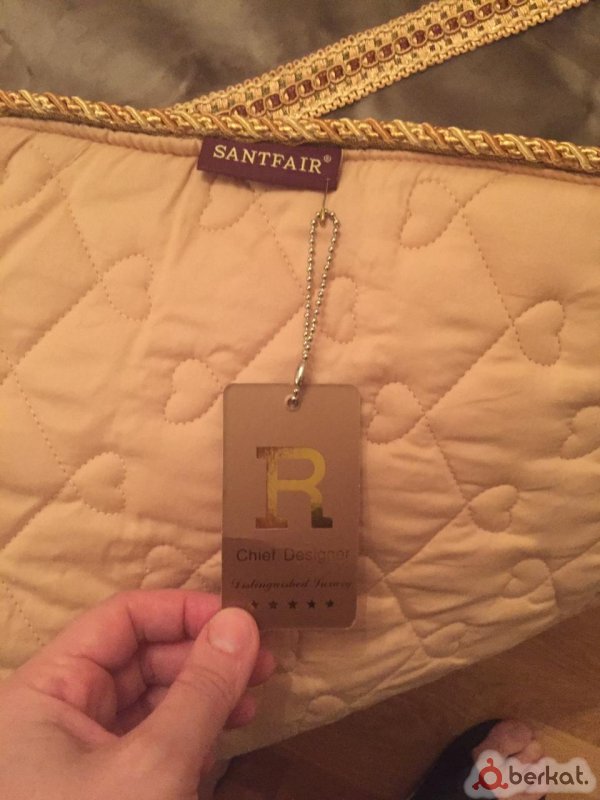 SANTFAIR®
R
Chief Designer
Distinguished Luxury
★★★★★
berkat.